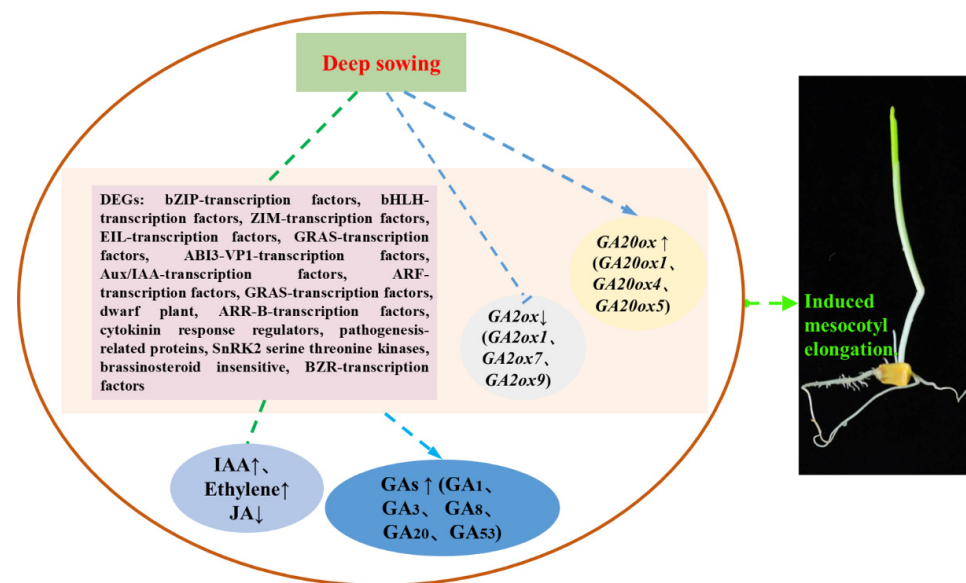 Deep sowing
DEGs: bZIP-transcription factors, bHLH-
transcription factors, ZIM-transcription factors,
EIL-transcription factors, GRAS-transcription
factors, ABI3-VP1-transcription factors,
Aux/IAA-transcription factors, ARF-
transcription factors, GRAS-transcription factors,
dwarf plant, ARR-B-transcription factors,
cytokinin response regulators, pathogenesis-
related proteins, SnRK2 serine threonine kinases,
brassinosteroid insensitive, BZR-transcription
factors
GA2ox↓
(GA2ox1、
GA2ox7、
GA2ox9)
GA20ox↑
(GA20ox1、
GA20ox4、
GA20ox5)
IAA↑、
Ethylene↑
JA↓
GAs↑(GA1、
GA3、 GA8、
GA20、GA53)
Induced
mesocotyl
elongation